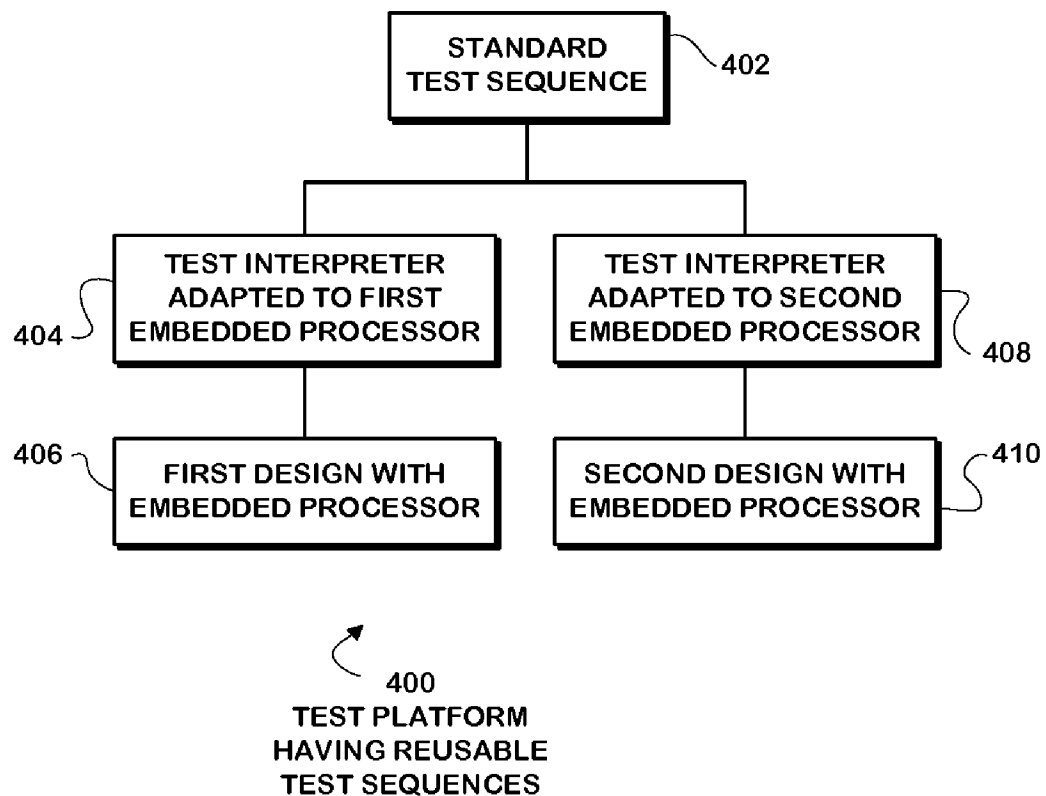 STANDARD
TEST SEQUENCE
402
TEST INTERPRETER
ADAPTED TO FIRST
EMBEDDED PROCESSOR
404
TEST INTERPRETER
ADAPTED TO SECOND
EMBEDDED PROCESSOR
408
406
FIRST DESIGN WITH
EMBEDDED PROCESSOR
SECOND DESIGN WITH
EMBEDDED PROCESSOR
410
400
TEST PLATFORM
HAVING REUSABLE
TEST SEQUENCES